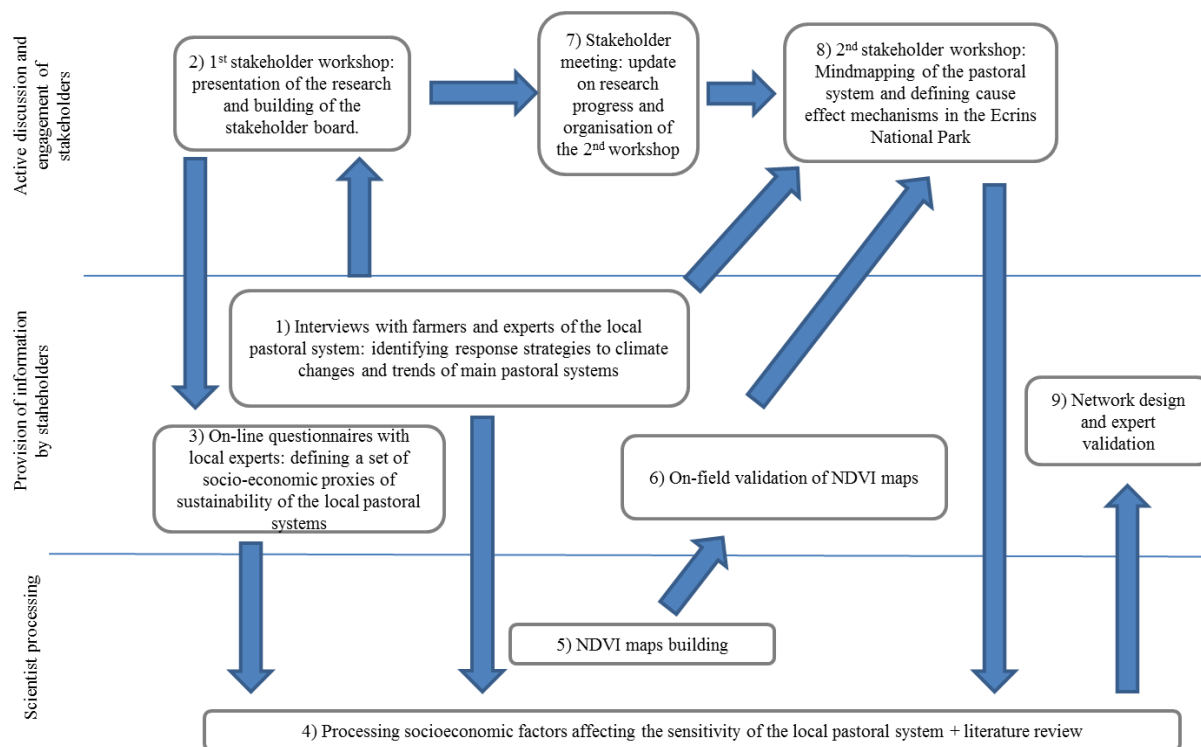 Active discussion and
engagement of
stakeholders
2) 1st stakeholder workshop:
presentation of the research
and building of the
stakeholder board.
7) Stakeholder
meeting: update
on research
progress and
organisation of
the 2nd workshop
8) 2nd stakeholder workshop:
Mindmapping of the pastoral
system and defining cause
effect mechanisms in the Ecrins
National Park
Provision of information
by staheholders
1) Interviews with farmers and experts of the local
pastoral system: identifying response strategies to climate
changes and trends of main pastoral systems
3) On-line questionnaires with
local experts: defining a set of
socio-economic proxies of
sustainability of the local pastoral
systems
6) On-field validation of NDVI maps
9) Network design
and expert
validation
Scientist processing
5) NDVI maps building
4) Processing socioeconomic factors affecting the sensitivity of the local pastoral system + literature review